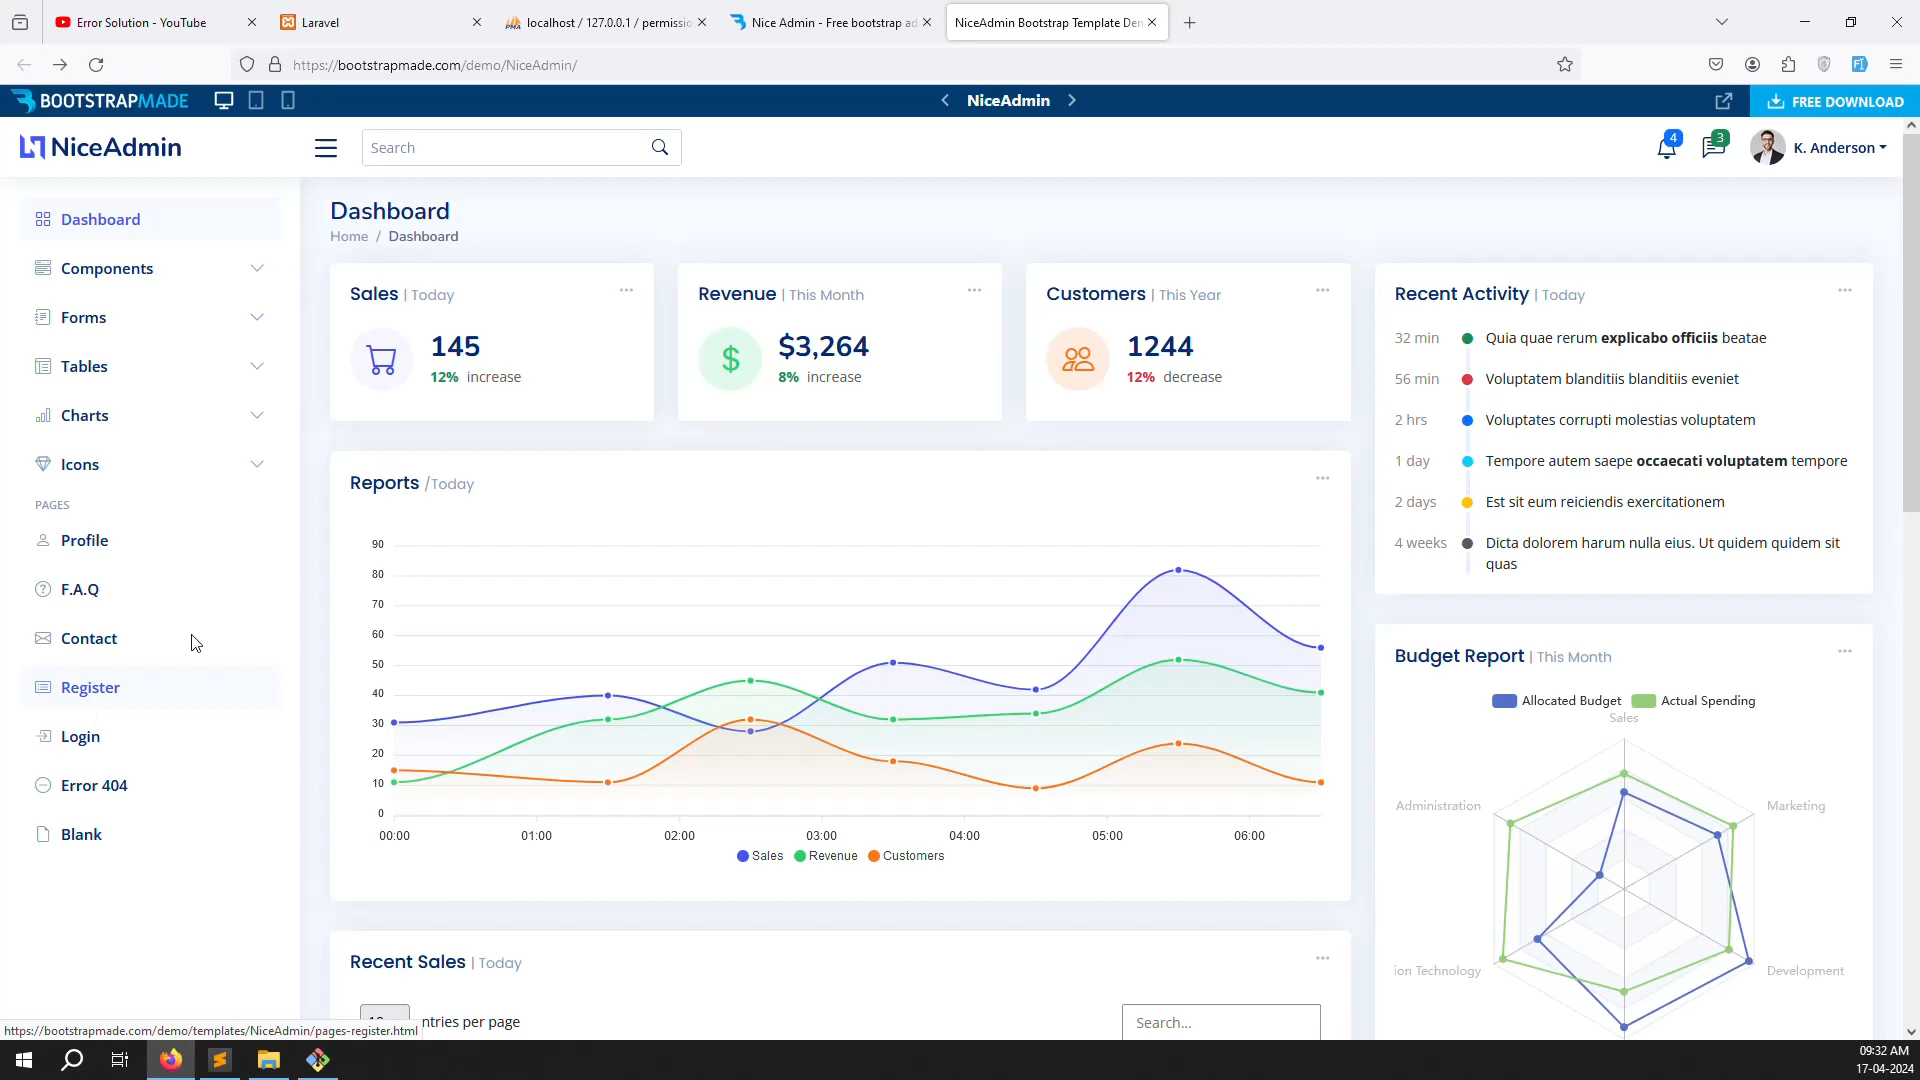 Error Solution - YouTube
Laravel
localhost / 127.0.0.1 / permissio
Nice Admin - Free bootstrap ad
NiceAdmin Bootstrap Template Den
https://bootstrapmade.com/demo/NiceAdmin/
BOOTSTRAPMADE
NiceAdmin
FREE DOWNLOAD
NiceAdmin
Search
4
3
K. Anderson
Dashboard
Components
Forms
Tables
Charts
Icons
PAGES
Profile
F.A.Q
Contact
Register
Login
Error 404
Blank
Dashboard
Home / Dashboard
Sales | Today
145
12% increase
Revenue | This Month
$3,264
8% increase
Customers | This Year
1244
12% decrease
Reports /Today
90
80
70
60
50
40
30
20
10
0
00:00 01:00 02:00 03:00 04:00 05:00 06:00
Sales Revenue Customers
Recent Sales | Today
ntries per page
Search...
Recent Activity | Today
32 min Quia quae rerum explicabo officiis beatae
56 min Voluptatem blanditiis blanditiis eveniet
2 hrs Voluptates corrupti molestias voluptatem
1 day Tempore autem saepe occaecati voluptatem tempore
2 days Est sit eum reiciendis exercitationem
4 weeks Dicta dolorem harum nulla eius. Ut quidem quidem sit
quas
Budget Report | This Month
Allocated Budget Actual Spending
Sales
Administration
Marketing
ion Technology
Development
https://bootstrapmade.com/demo/templates/NiceAdmin/pages-register.html
09:32 AM
17-04-2024